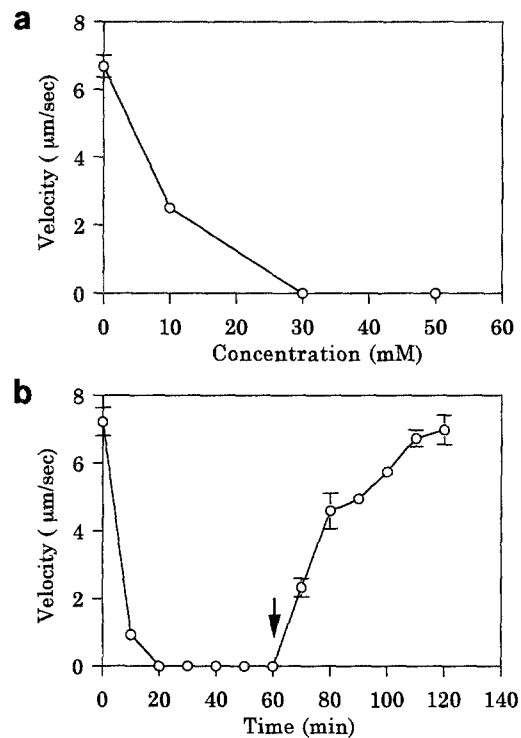 a
Velocity ( μm/sec)
8
6
4
2
0
0 10 20 30 40 50 60
Concentration (mM)
b
Velocity ( μm/sec)
8
6
4
2
0
0 20 40 60 80 100 120 140
Time (min)